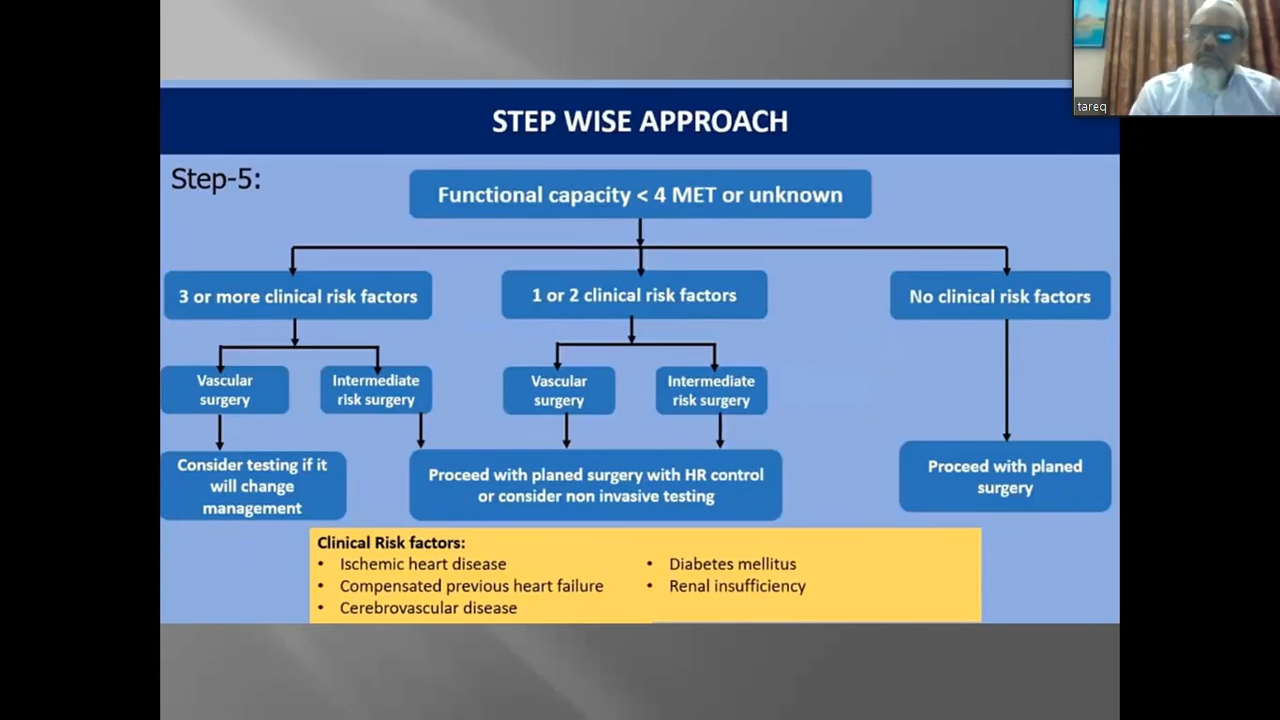 tareq
STEP WISE APPROACH
Step-5:
Functional capacity < 4 MET or unknown
3 or more clinical risk factors
1 or 2 clinical risk factors
No clinical risk factors
Vascular
surgery
Intermediate
risk surgery
Vascular
surgery
Intermediate
risk surgery
Consider testing if it
will change
management
Proceed with planed surgery with HR control
or consider non invasive testing
Proceed with planed
surgery
Clinical Risk factors:
• Ischemic heart disease
• Compensated previous heart failure
• Cerebrovascular disease
• Diabetes mellitus
• Renal insufficiency